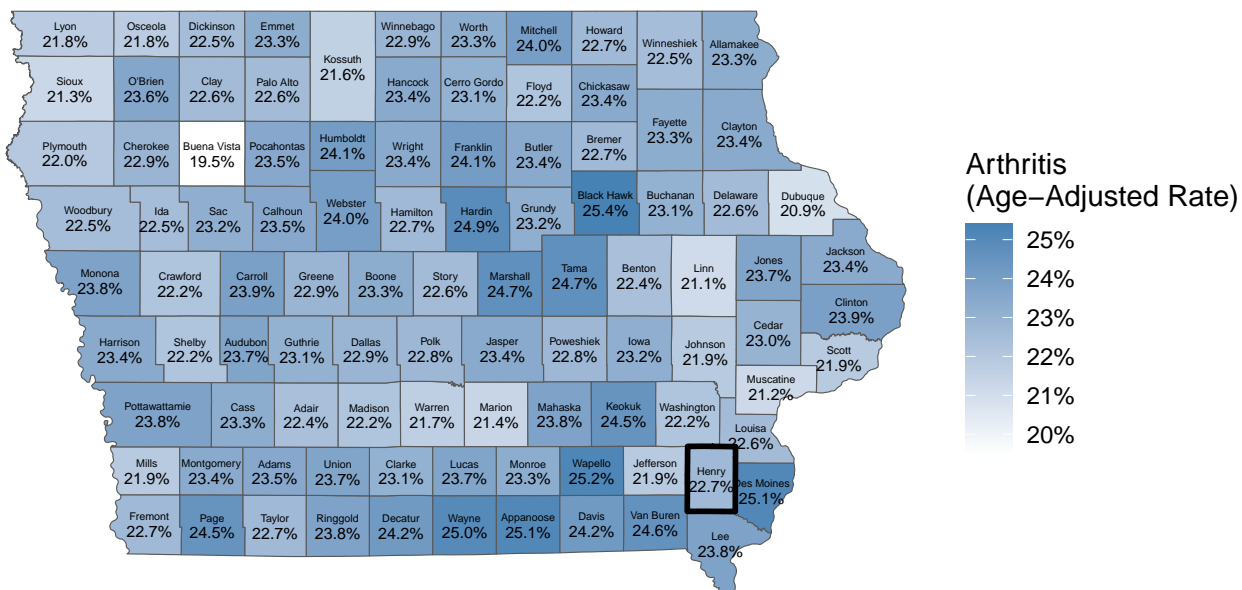 Lyon
21.8%
Osceola
21.8%
Dickinson
22.5%
Emmet
23.3%
Kossuth
21.6%
Winnebago
22.9%
Worth
23.3%
Mitchell
24.0%
Howard
22.7%
Winneshiek
22.5%
Allamakee
23.3%
Sioux
21.3%
O'Brien
23.6%
Clay
22.6%
Palo Alto
22.6%
Hancock
23.4%
Cerro Gordo
23.1%
Floyd
22.2%
Chickasaw
23.4%
Fayette
23.3%
Clayton
23.4%
Plymouth
22.0%
Cherokee
22.9%
Buena Vista
19.5%
Pocahontas
23.5%
Humboldt
24.1%
Wright
23.4%
Franklin
24.1%
Butler
23.4%
Bremer
22.7%
Woodbury
22.5%
Ida
22.5%
Sac
23.2%
Calhoun
23.5%
Webster
24.0%
Hamilton
22.7%
Hardin
24.9%
Grundy
23.2%
Black Hawk
25.4%
Buchanan
23.1%
Delaware
22.6%
Dubuque
20.9%
Monona
23.8%
Crawford
22.2%
Carroll
23.9%
Greene
22.9%
Boone
23.3%
Story
22.6%
Marshall
24.7%
Tama
24.7%
Benton
22.4%
Linn
21.1%
Jones
23.7%
Jackson
23.4%
Clinton
23.9%
Harrison
23.4%
Shelby
22.2%
Audubon
23.7%
Guthrie
23.1%
Dallas
22.9%
Polk
22.8%
Jasper
23.4%
Poweshiek
22.8%
Iowa
23.2%
Johnson
21.9%
Cedar
23.0%
Scott
21.9%
Muscatine
21.2%
Pottawattamie
23.8%
Cass
23.3%
Adair
22.4%
Madison
22.2%
Warren
21.7%
Marion
21.4%
Mahaska
23.8%
Keokuk
24.5%
Washington
22.2%
Louisa
22.6%
Mills
21.9%
Montgomery
23.4%
Adams
23.5%
Union
23.7%
Clarke
23.1%
Lucas
23.7%
Monroe
23.3%
Wapello
25.2%
Jefferson
21.9%
Henry
22.7%
Des Moines
25.1%
Fremont
22.7%
Page
24.5%
Taylor
22.7%
Ringgold
23.8%
Decatur
24.2%
Wayne
25.0%
Appanoose
25.1%
Davis
24.2%
Van Buren
24.6%
Lee
23.8%
Arthritis
(Age−Adjusted Rate)
25%
24%
23%
22%
21%
20%